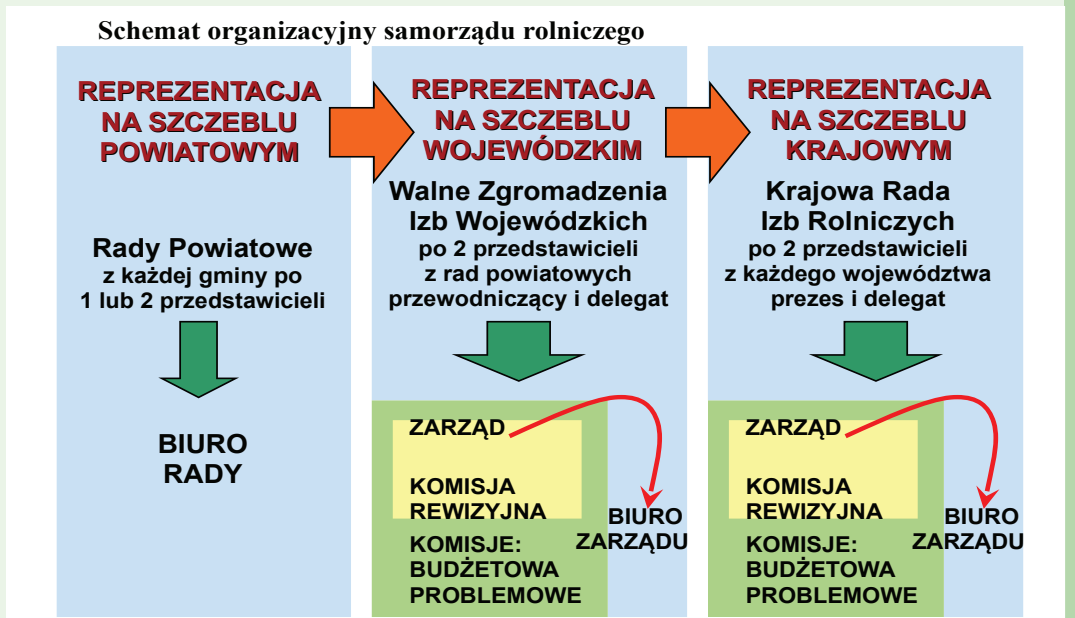 Schemat organizacyjny samorządu rolniczego
REPREZENTACJA
NA SZCZEBLU
POWIATOWYM
Rady Powiatowe
z każdej gminy po
1 lub 2 przedstawicieli
BIURO
RADY
REPREZENTACJA
NA SZCZEBLU
WOJEWÓDZKIM
Walne Zgromadzenia
Izb Wojewódzkich
po 2 przedstawicieli
z rad powiatowych
przewodniczący i delegat
ZARZĄD
KOMISJA
REWIZYJNA
KOMISJE:
BUDŻETOWA
PROBLEMOWE
BIURO
ZARZĄDU
REPREZENTACJA
NA SZCZEBLU
KRAJOWYM
Krajowa Rada
Izb Rolniczych
po 2 przedstawicieli
z każdego województwa
prezes i delegat
ZARZĄD
KOMISJA
REWIZYJNA
KOMISJE:
BUDŻETOWA
PROBLEMOWE
BIURO
ZARZĄDU